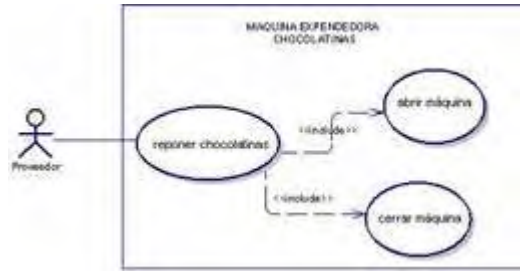 MAQUINA EXPENDEDORA
CHOCOLATINAS
abrir máquina
<<include>>
reponer chocolatinas
Proveedor
<<include>>
cerrar máquina